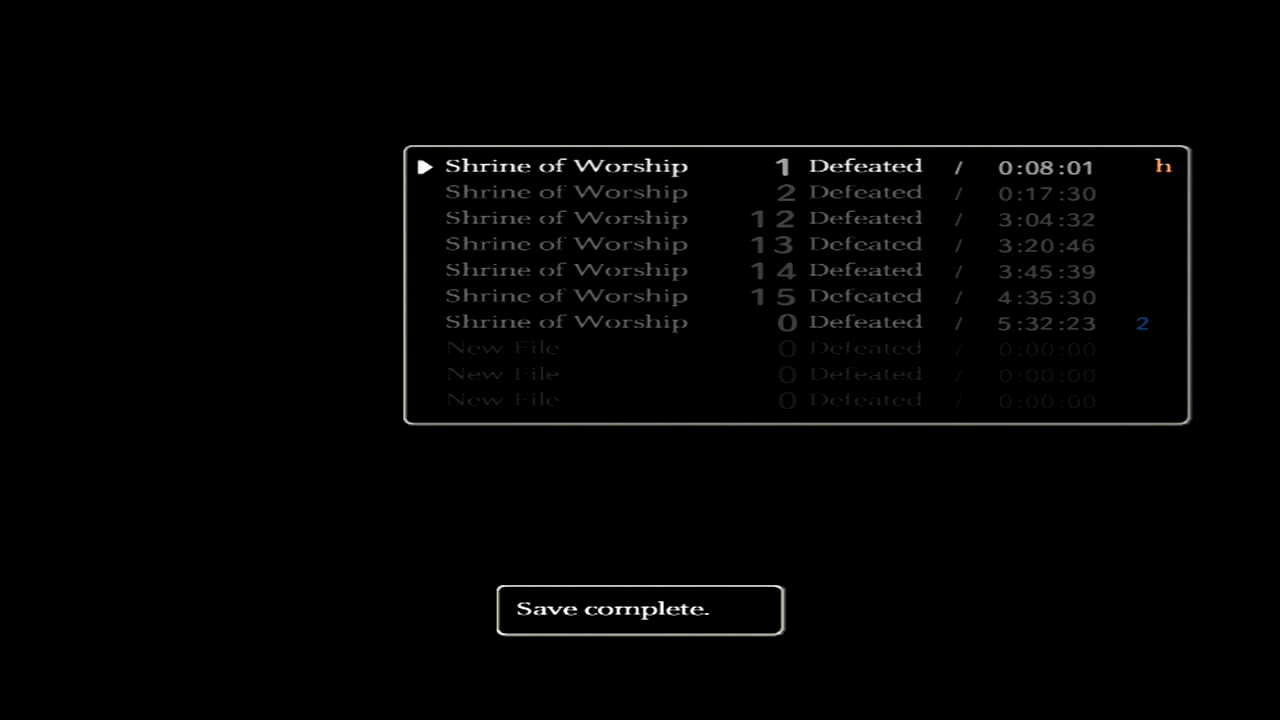 Shrine of Worship 1 Defeated / 0:08:01 h
Shrine of Worship 2 Defeated / 0:17:30
Shrine of Worship 12 Defeated / 3:04:32
Shrine of Worship 13 Defeated / 3:20:46
Shrine of Worship 14 Defeated / 3:45:39
Shrine of Worship 15 Defeated / 4:35:30
Shrine of Worship 0 Defeated / 5:32:23 2
New File 0 Defeated / 0:00:00
New File 0 Defeated / 0:00:00
New File 0 Defeated / 0:00:00
Save complete.